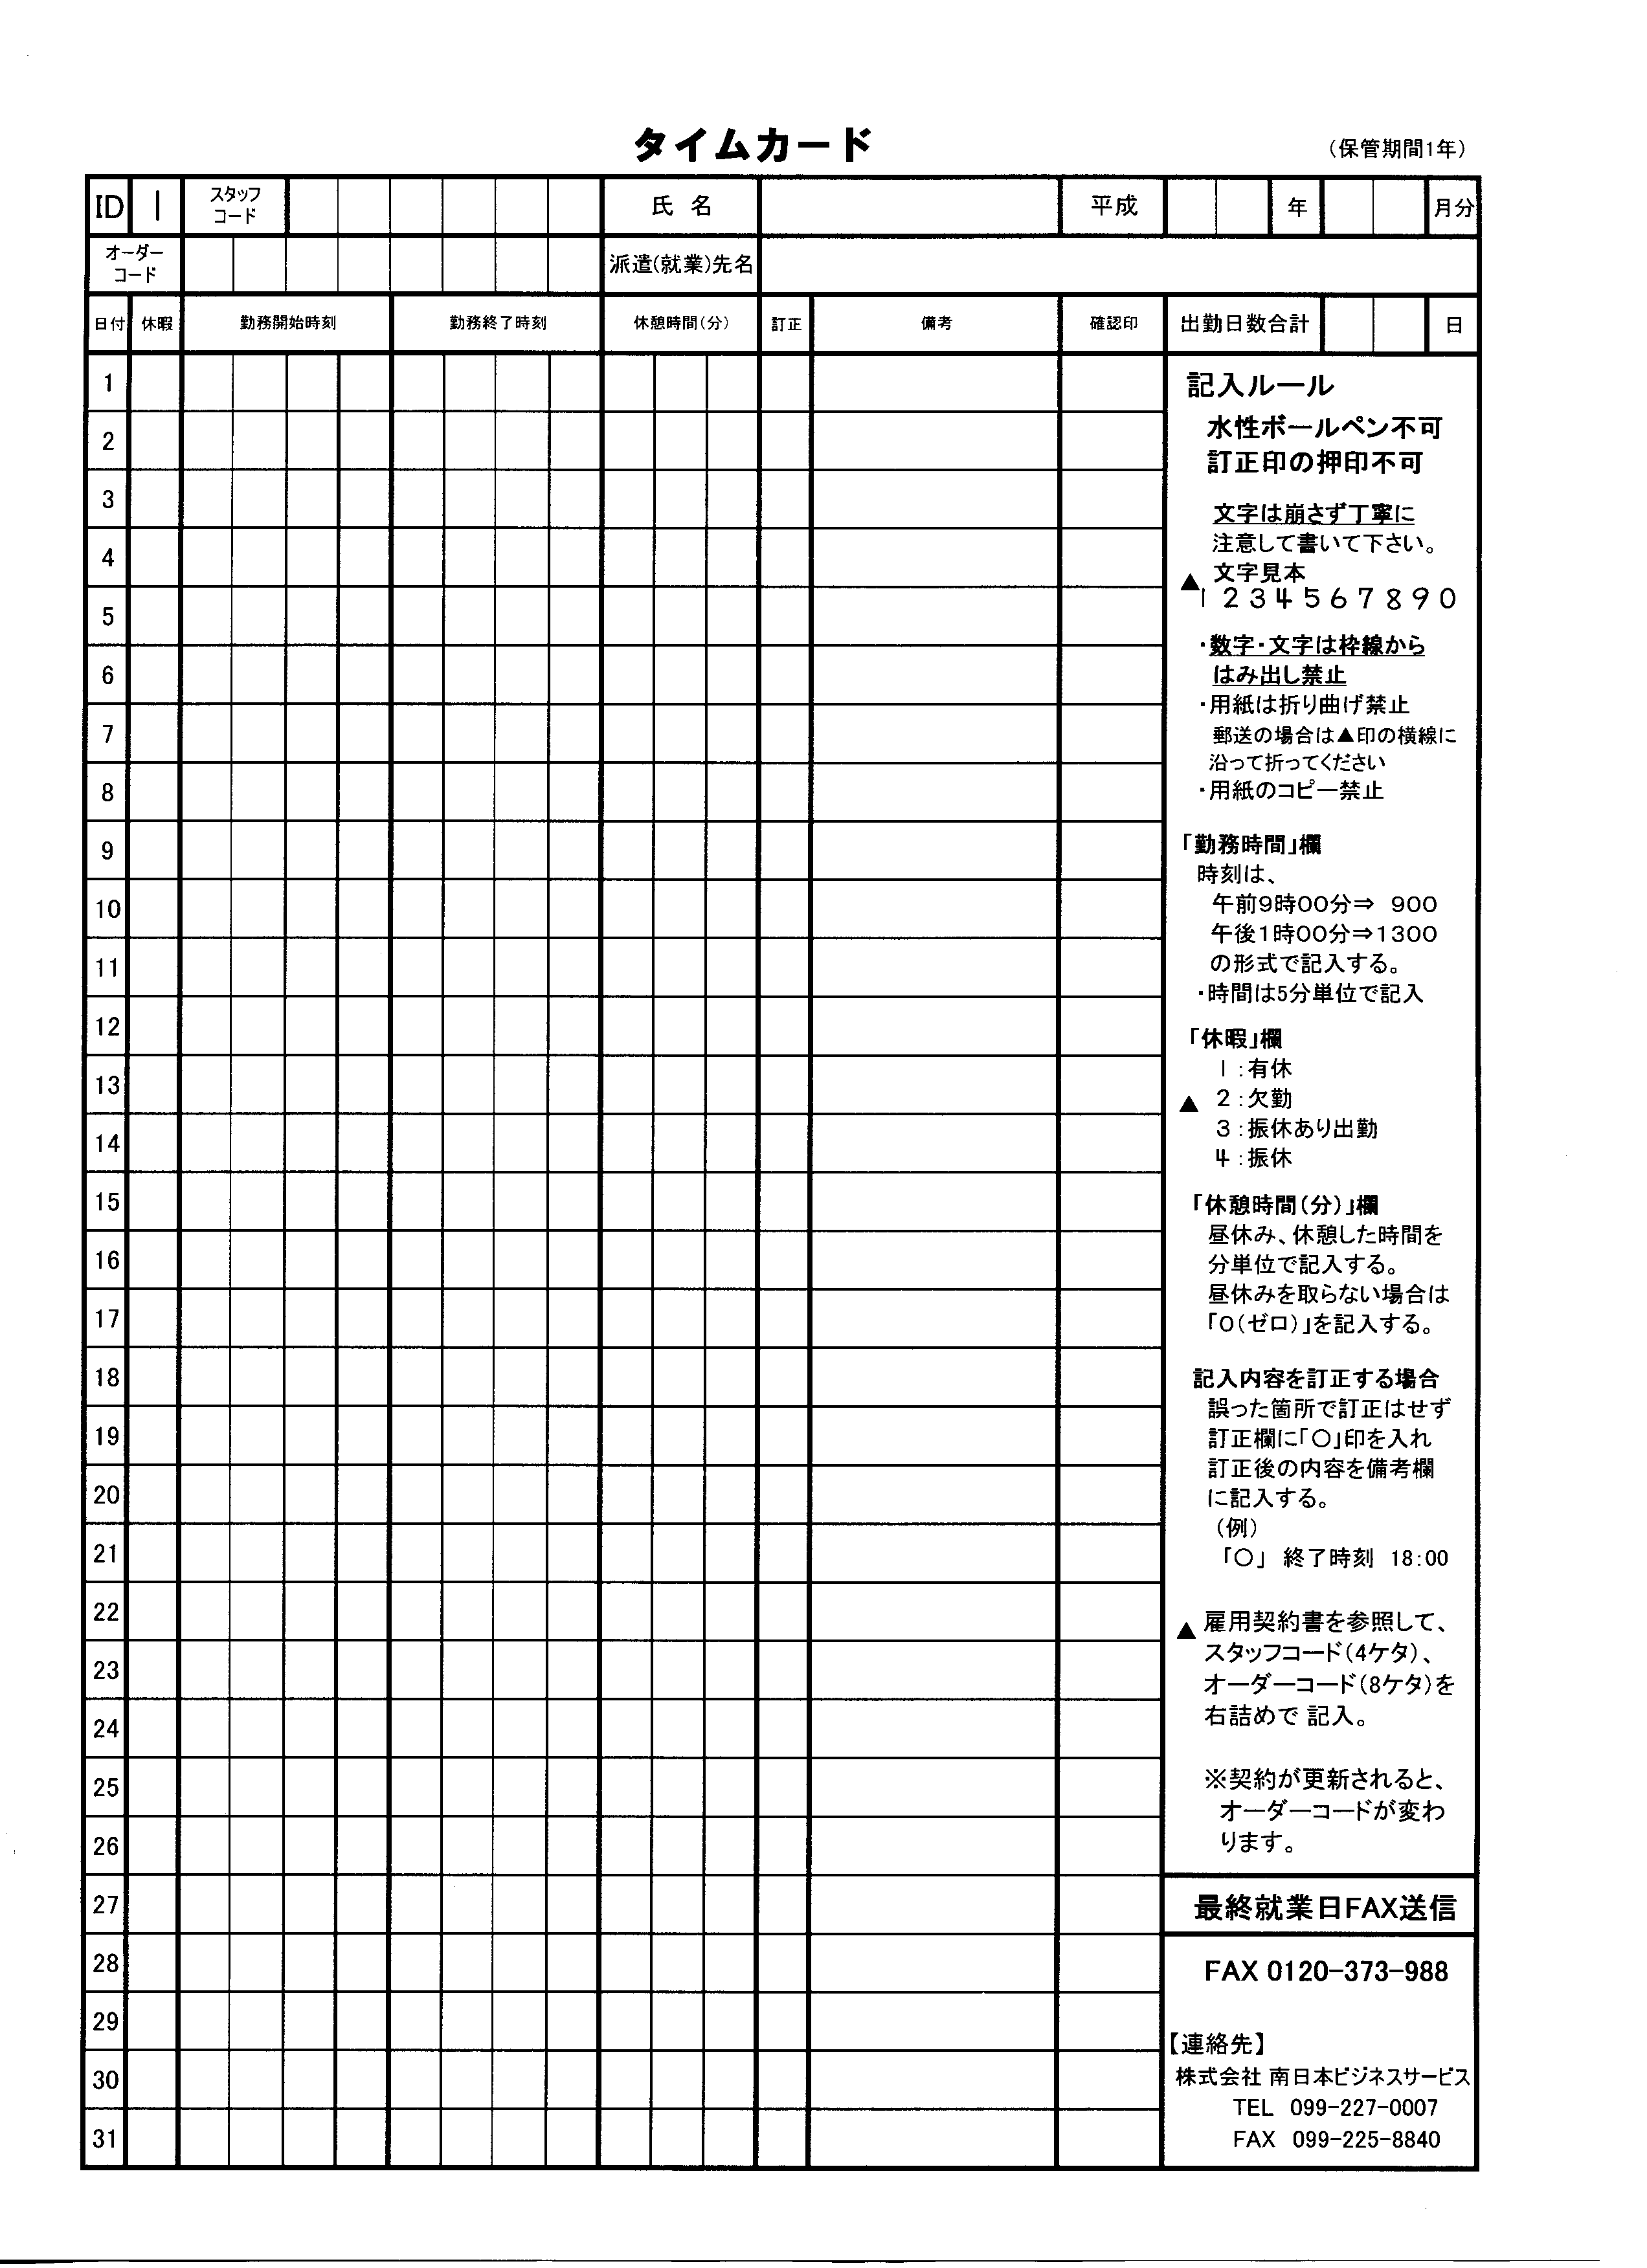 タイムカード
（保管期間1年）
ID 1 スタッフコード 氏 名 平成 年 月分
オーダーコード 派遣(就業)先名
日付 休暇 勤務開始時刻 勤務終了時刻 休憩時間(分) 訂正 備考 確認印 出勤日数合計 日
1
2
3
4
5
6
7
8
9
10
11
12
13
14
15
16
17
18
19
20
21
22
23
24
25
26
27
28
29
30
31
記入ルール
水性ボールペン不可
訂正印の押印不可
文字は崩さず丁寧に
注意して書いて下さい。
文字見本
▲1 2 3 4 5 6 7 8 9 0
・数字・文字は枠線から
はみ出し禁止
・用紙は折り曲げ禁止
郵送の場合は▲印の横線に
沿って折ってください
・用紙のコピー禁止
「勤務時間」欄
時刻は、
午前9時00分⇒ 900
午後1時00分⇒1300
の形式で記入する。
・時間は5分単位で記入
「休暇」欄
1：有休
▲ 2：欠勤
3：振休あり出勤
4：振休
「休憩時間(分)」欄
昼休み、休憩した時間を
分単位で記入する。
昼休みを取らない場合は
「0(ゼロ)」を記入する。
記入内容を訂正する場合
誤った箇所で訂正はせず
訂正欄に「○」印を入れ
訂正後の内容を備考欄
に記入する。
（例）
「○」 終了時刻 18:00
▲ 雇用契約書を参照して、
スタッフコード(4ケタ)、
オーダーコード(8ケタ)を
右詰めで 記入。
※契約が更新されると、
オーダーコードが変わ
ります。
最終就業日FAX送信
FAX 0120-373-988
【連絡先】
株式会社 南日本ビジネスサービス
TEL 099-227-0007
FAX 099-225-8840